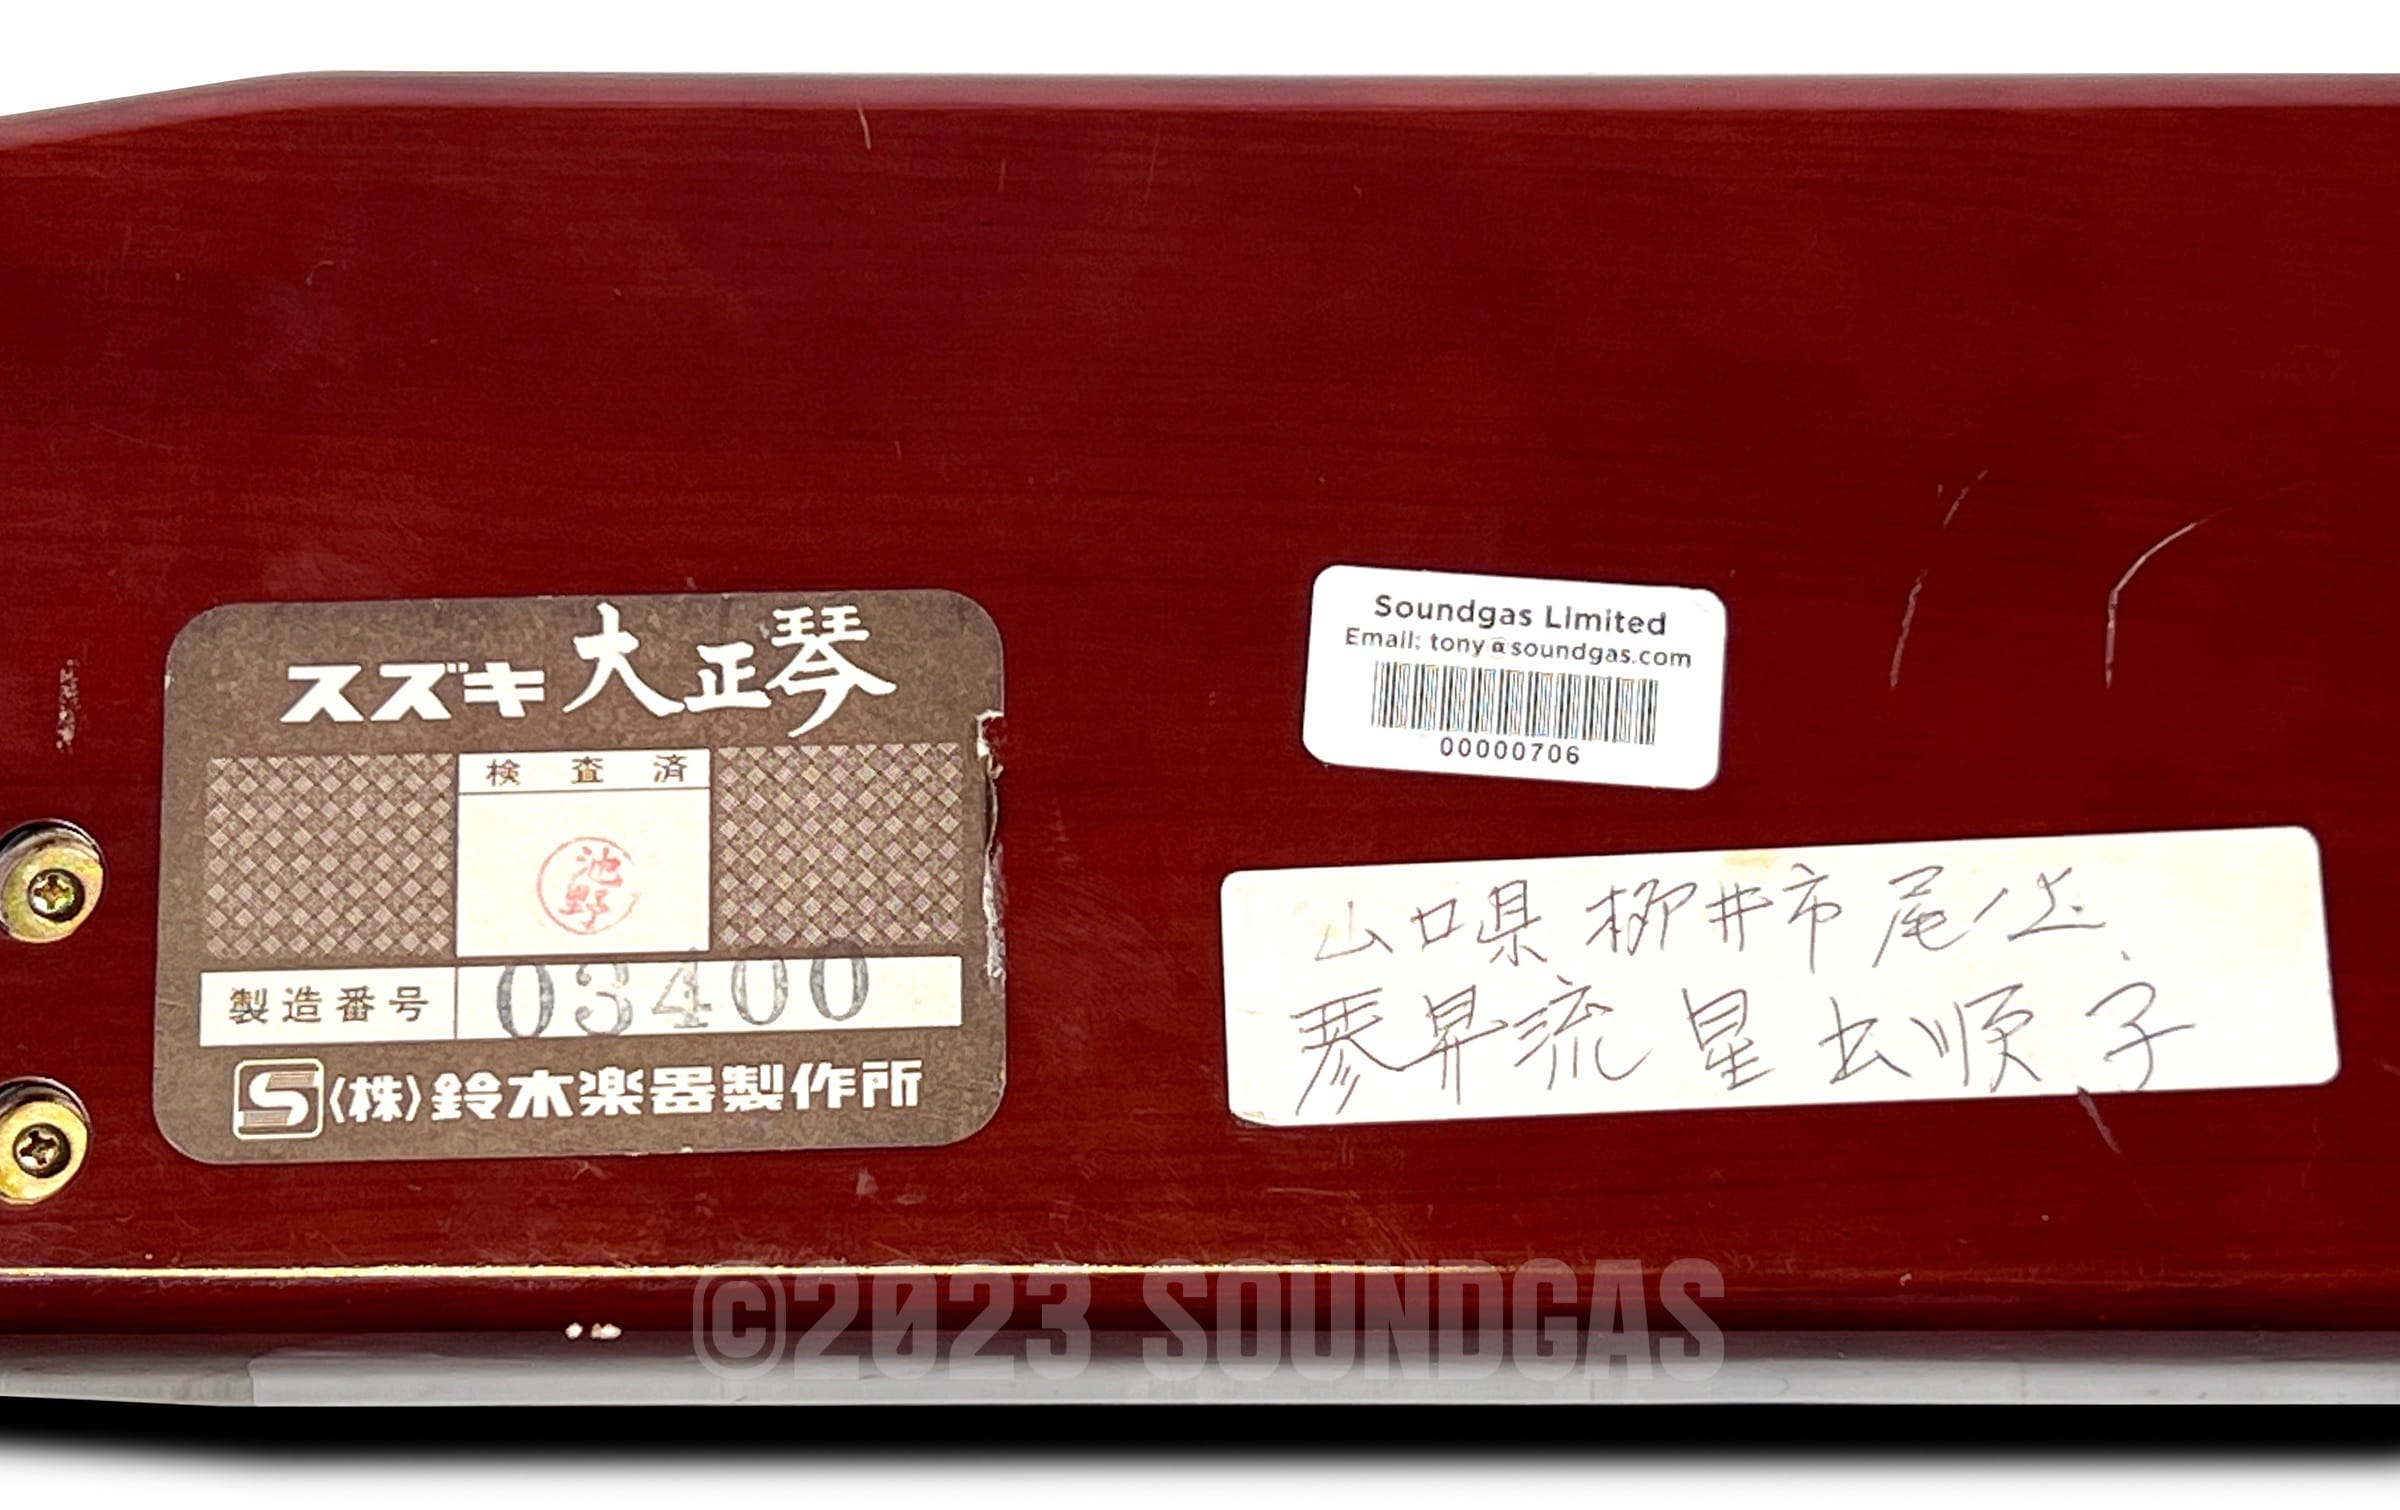 スズキ 大正琴
検査済
池野
製造番号 03400
S (株) 鈴木楽器製作所
Soundgas Limited
Email: tony@soundgas.com
00000706
山口県柳井市尾ノ上
琴昇流 星 順子
©2023 SOUNDGAS